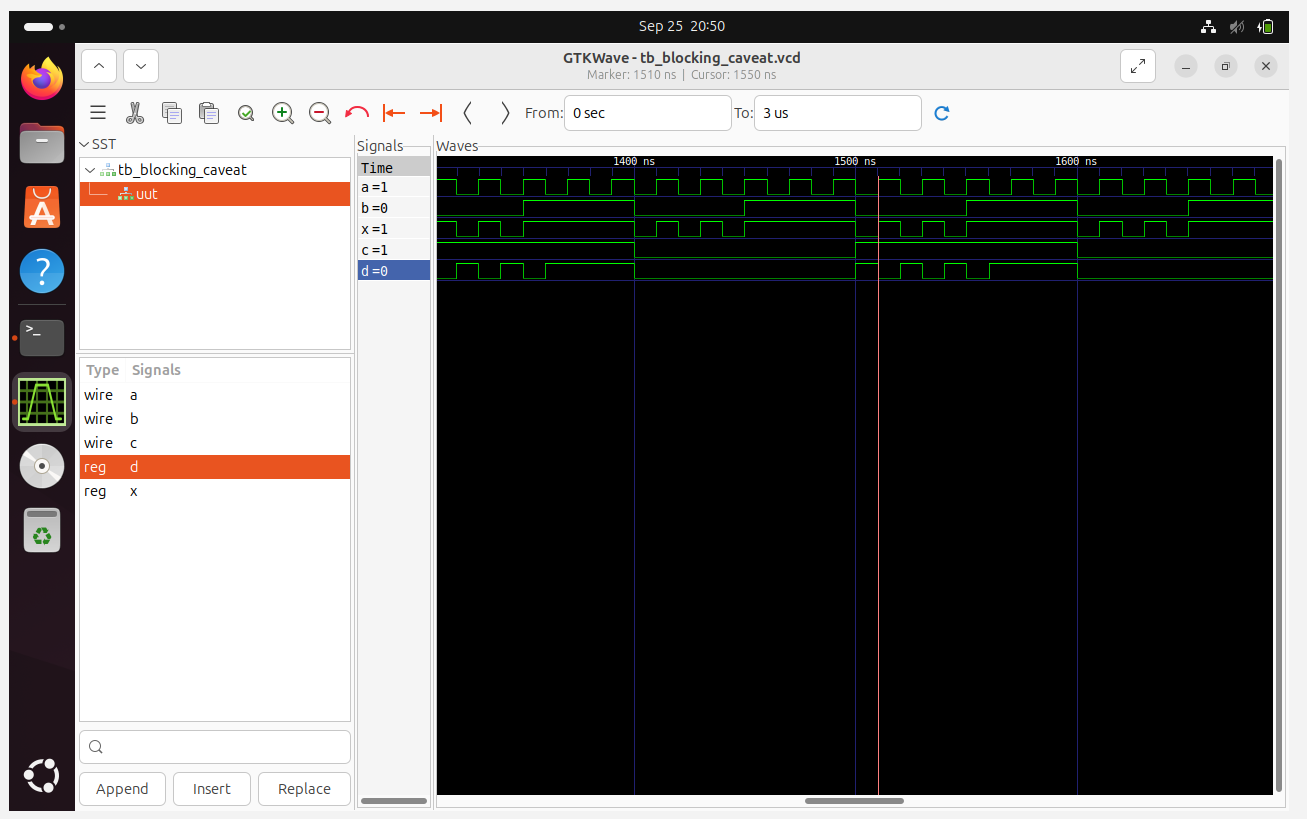 Sep 25 20:50
GTKWave - tb_blocking_caveat.vcd
Marker: 1510 ns | Cursor: 1550 ns
From: 0 sec To: 3 us
SST
tb_blocking_caveat
uut
Type Signals
wire a
wire b
wire c
reg d
reg x
Append Insert Replace
Signals
Time
a =1
b =0
x =1
c =1
d =0
Waves
1400 ns 1500 ns 1600 ns